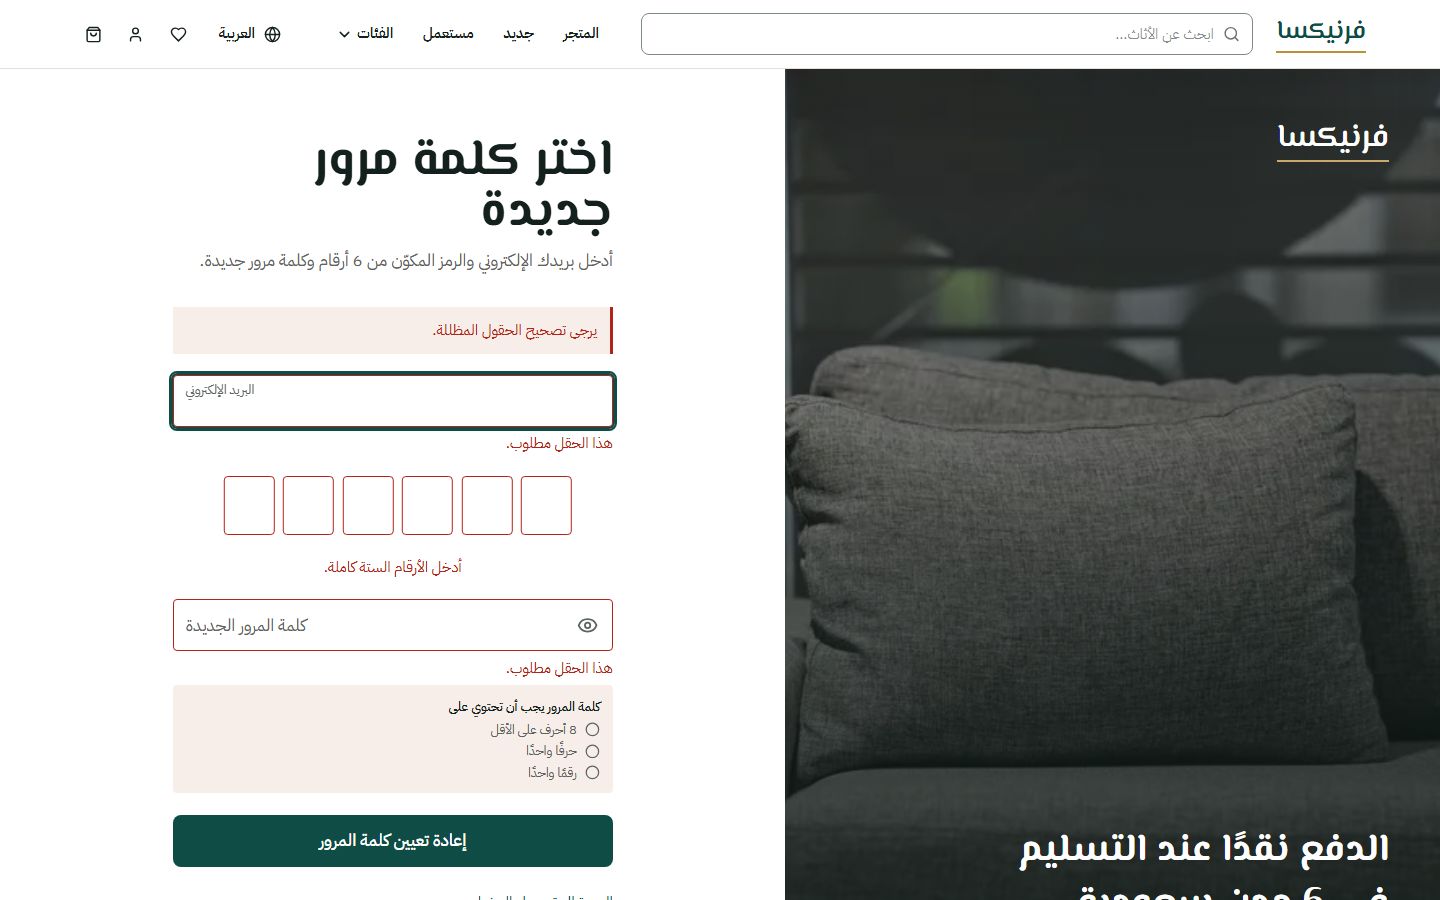 فرنيكسا
ابحث عن الأثاث...
المتجر
جديد
مستعمل
الفئات
العربية
فرنيكسا
الدفع نقدًا عند التسليم
اختر كلمة مرور
جديدة
أدخل بريدك الإلكتروني والرمز المكوّن من 6 أرقام وكلمة مرور جديدة.
يرجى تصحيح الحقول المظللة.
البريد الإلكتروني
هذا الحقل مطلوب.
أدخل الأرقام الستة كاملة.
كلمة المرور الجديدة
هذا الحقل مطلوب.
كلمة المرور يجب أن تحتوي على
8 أحرف على الأقل
حرفًا واحدًا
رقمًا واحدًا
إعادة تعيين كلمة المرور